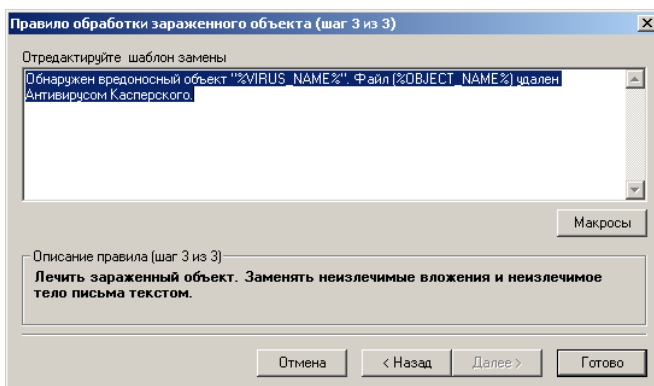 Правило обработки зараженного объекта (шаг 3 из 3)
Отредактируйте шаблон замены
Обнаружен вредоносный объект "%VIRUS_NAME%". Файл (%OBJECT_NAME%) удален
Антивирусом Касперского.
Макросы
Описание правила (шаг 3 из 3)
Лечить зараженный объект. Заменять неизлечимые вложения и неизлечимое
тело письма текстом.
Отмена
< Назад
Далее >
Готово